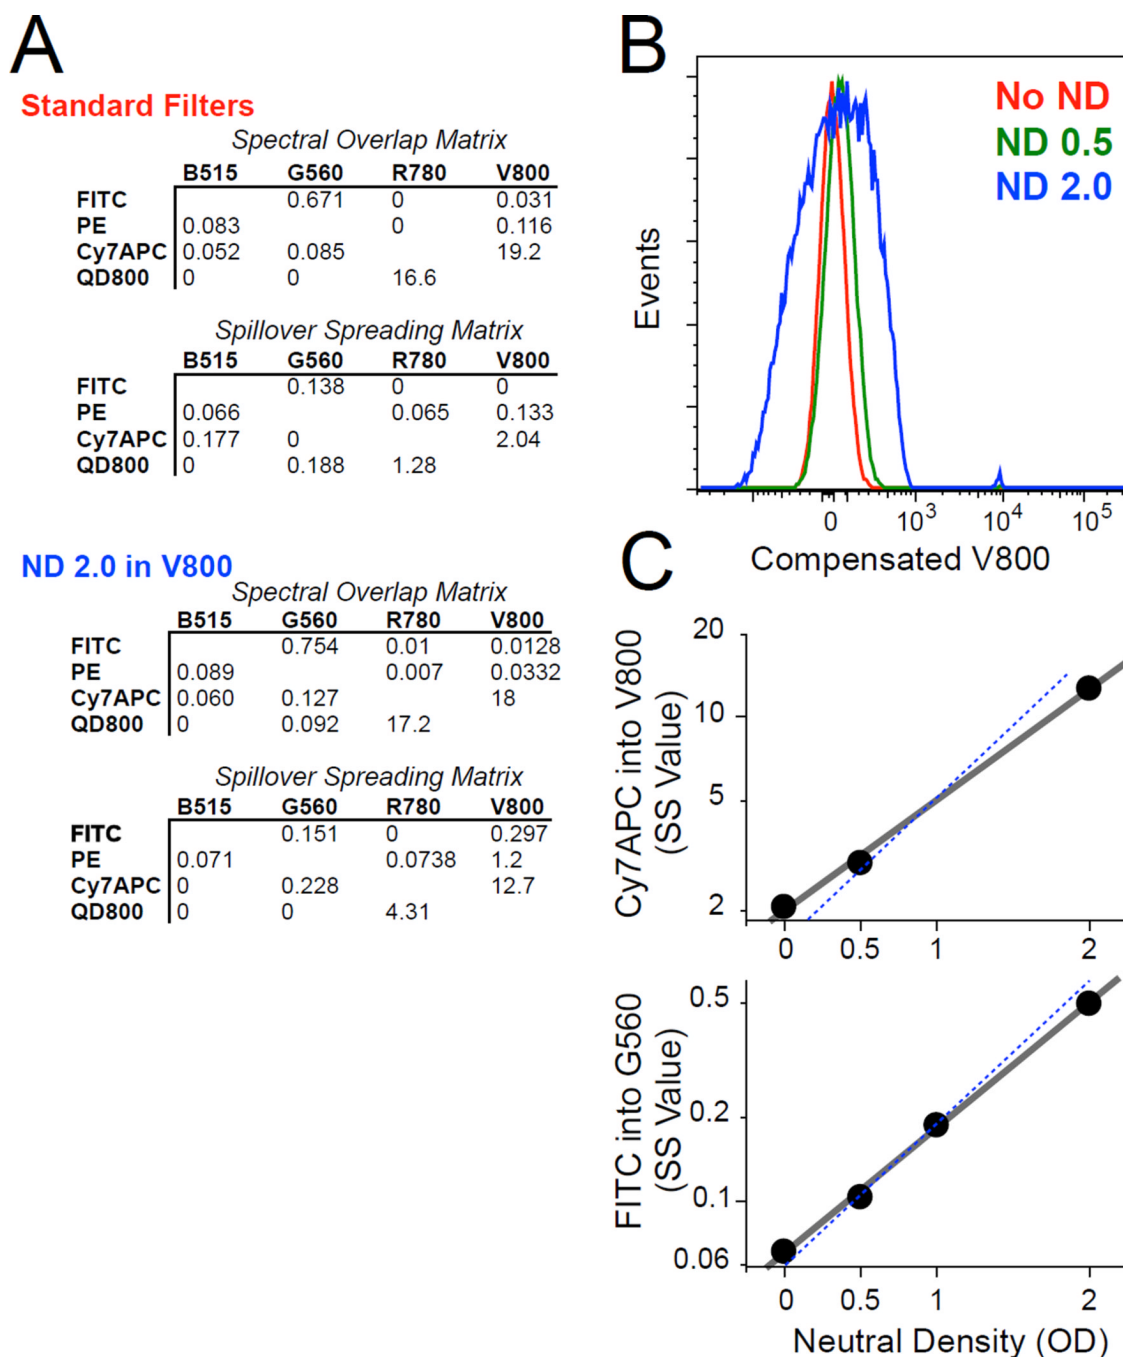 A
Standard Filters
Spectral Overlap Matrix
B515 G560 R780 V800
FITC 0.671 0 0.031
PE 0.083 0 0.116
Cy7APC 0.052 0.085 19.2
QD800 0 0 16.6
Spillover Spreading Matrix
B515 G560 R780 V800
FITC 0.138 0 0
PE 0.066 0.065 0.133
Cy7APC 0.177 0 2.04
QD800 0 0.188 1.28
ND 2.0 in V800
Spectral Overlap Matrix
B515 G560 R780 V800
FITC 0.754 0.01 0.0128
PE 0.089 0.007 0.0332
Cy7APC 0.060 0.127 18
QD800 0 0.092 17.2
Spillover Spreading Matrix
B515 G560 R780 V800
FITC 0.151 0 0.297
PE 0.071 0.0738 1.2
Cy7APC 0 0.228 12.7
QD800 0 0 4.31
B
No ND
ND 0.5
ND 2.0
Events
0 10³ 10⁴ 10⁵
Compensated V800
C
Cy7APC into V800
(SS Value)
20
10
5
2
0 0.5 1 2
FITC into G560
(SS Value)
0.5
0.2
0.1
0.06
0 0.5 1 2
Neutral Density (OD)